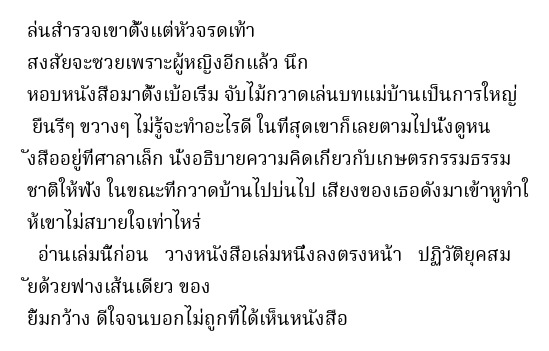 ล่นสำรวจเขาตั้งแต่หัวจรดเท้า
สงสัยจะซวยเพราะผู้หญิงอีกแล้ว นึก
หอบหนังสือมาตั้งเบ้อเริ่ม จับไม้กวาดเล่นบทแม่บ้านเป็นการใหญ่
ยืนรีๆ ขวางๆ ไม่รู้จะทำอะไรดี ในที่สุดเขาก็เลยตามไปนั่งดูหน
ังสืออยู่ที่ศาลาเล็ก นั่งอธิบายความคิดเกี่ยวกับเกษตรกรรมธรรม
ชาติให้ฟัง ในขณะที่กวาดบ้านไปบ่นไป เสียงของเธอดังมาเข้าหูทำใ
ห้เขาไม่สบายใจเท่าไหร่
อ่านเล่มนี้ก่อน วางหนังสือเล่มหนึ่งลงตรงหน้า ปฏิวัติยุคสม
ัยด้วยฟางเส้นเดียว ของ
ยิ้มกว้าง ดีใจจนบอกไม่ถูกที่ได้เห็นหนังสือ